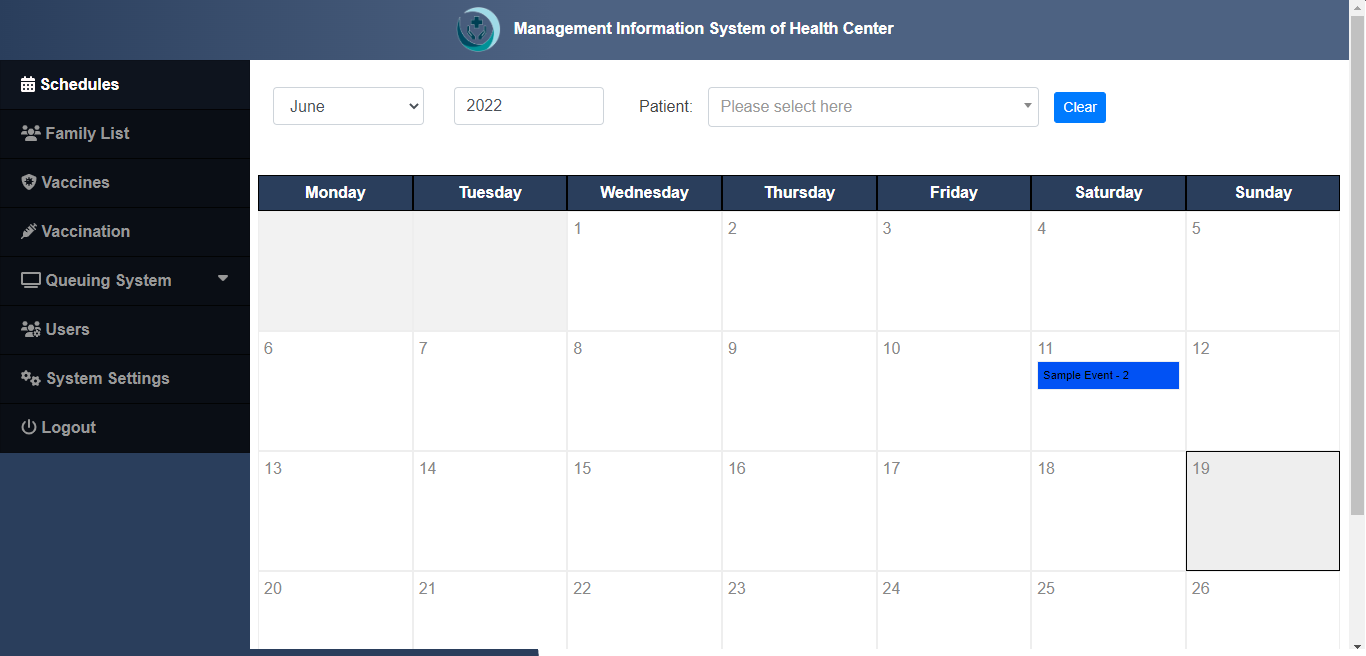 Management Information System of Health Center
Schedules
Family List
Vaccines
Vaccination
Queuing System
Users
System Settings
Logout
June 2022 Patient: Please select here Clear
Monday Tuesday Wednesday Thursday Friday Saturday Sunday
1 2 3 4 5
6 7 8 9 10 11 12
Sample Event - 2
13 14 15 16 17 18 19
20 21 22 23 24 25 26